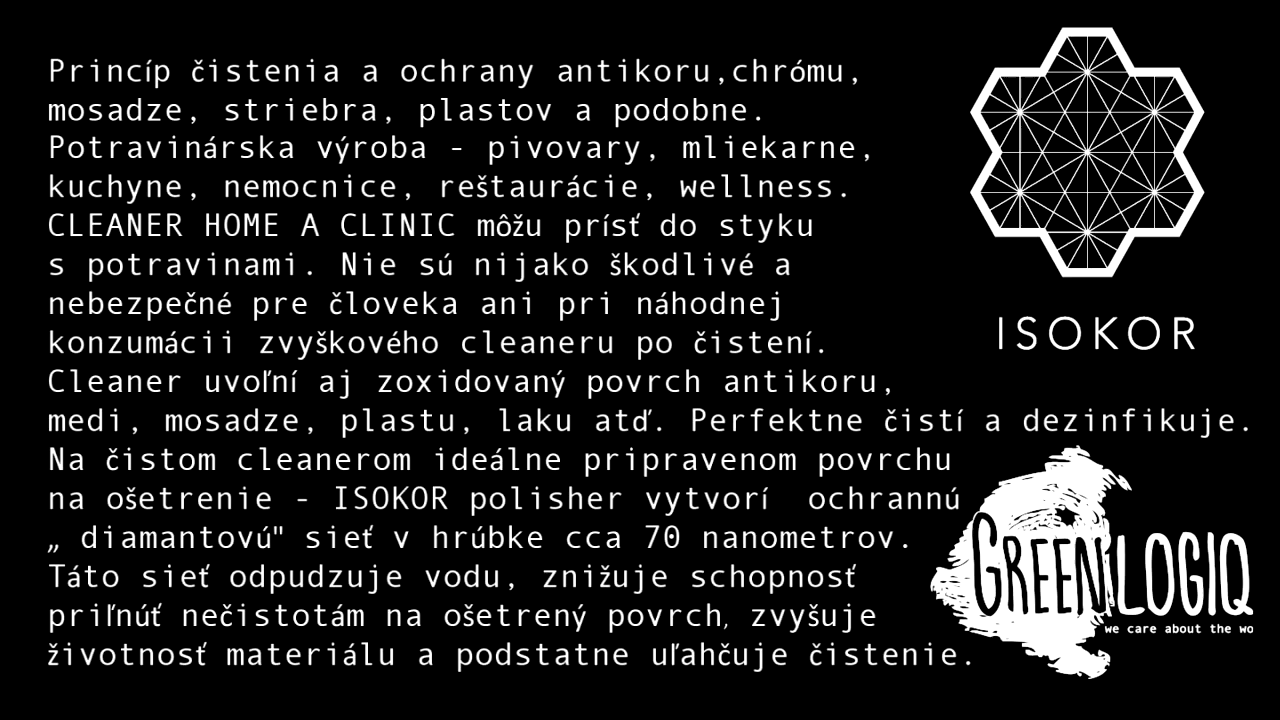 Princíp čistenia a ochrany antikoru,chrómu,
mosadze, striebra, plastov a podobne.
Potravinárska výroba - pivovary, mliekarne,
kuchyne, nemocnice, reštaurácie, wellness.
CLEANER HOME A CLINIC môžu prísť do styku
s potravinami. Nie sú nijako škodlivé a
nebezpečné pre človeka ani pri náhodnej
konzumácii zvyškového cleaneru po čistení.
Cleaner uvoľní aj zoxidovaný povrch antikoru,
medi, mosadze, plastu, laku atď. Perfektne čistí a dezinfikuje.
Na čistom cleanerom ideálne pripravenom povrchu
na ošetrenie - ISOKOR polisher vytvorí  ochrannú
„ diamantovú" sieť v hrúbke cca 70 nanometrov.
Táto sieť odpudzuje vodu, znižuje schopnosť
priľnúť nečistotám na ošetrený povrch, zvyšuje
životnosť materiálu a podstatne uľahčuje čistenie.
ISOKOR
GREENLOGIQ
we care about the wo